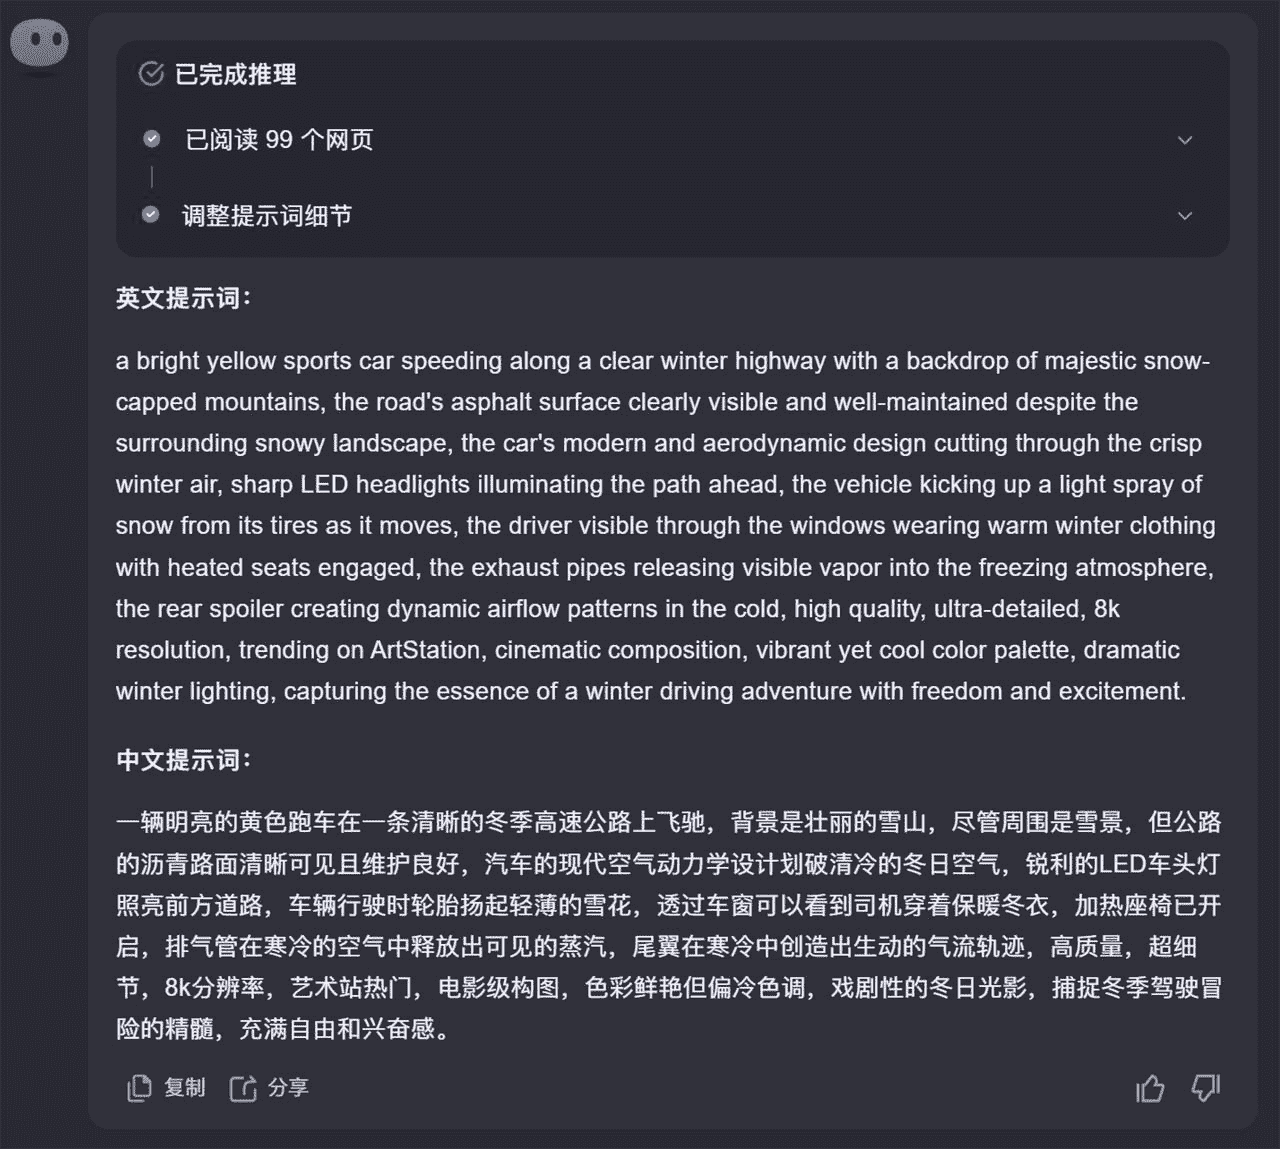 已完成推理
已阅读 99 个网页
调整提示词细节
英文提示词：
a bright yellow sports car speeding along a clear winter highway with a backdrop of majestic snow-
capped mountains, the road's asphalt surface clearly visible and well-maintained despite the
surrounding snowy landscape, the car's modern and aerodynamic design cutting through the crisp
winter air, sharp LED headlights illuminating the path ahead, the vehicle kicking up a light spray of
snow from its tires as it moves, the driver visible through the windows wearing warm winter clothing
with heated seats engaged, the exhaust pipes releasing visible vapor into the freezing atmosphere,
the rear spoiler creating dynamic airflow patterns in the cold, high quality, ultra-detailed, 8k
resolution, trending on ArtStation, cinematic composition, vibrant yet cool color palette, dramatic
winter lighting, capturing the essence of a winter driving adventure with freedom and excitement.
中文提示词：
一辆明亮的黄色跑车在一条清晰的冬季高速公路上飞驰，背景是壮丽的雪山，尽管周围是雪景，但公路
的沥青路面清晰可见且维护良好，汽车的现代空气动力学设计划破清冷的冬日空气，锐利的LED车头灯
照亮前方道路，车辆行驶时轮胎扬起轻薄的雪花，透过车窗可以看到司机穿着保暖冬衣，加热座椅已开
启，排气管在寒冷的空气中释放出可见的蒸汽，尾翼在寒冷中创造出生动的气流轨迹，高质量，超细
节，8k分辨率，艺术站热门，电影级构图，色彩鲜艳但偏冷色调，戏剧性的冬日光影，捕捉冬季驾驶冒
险的精髓，充满自由和兴奋感。
复制 分享